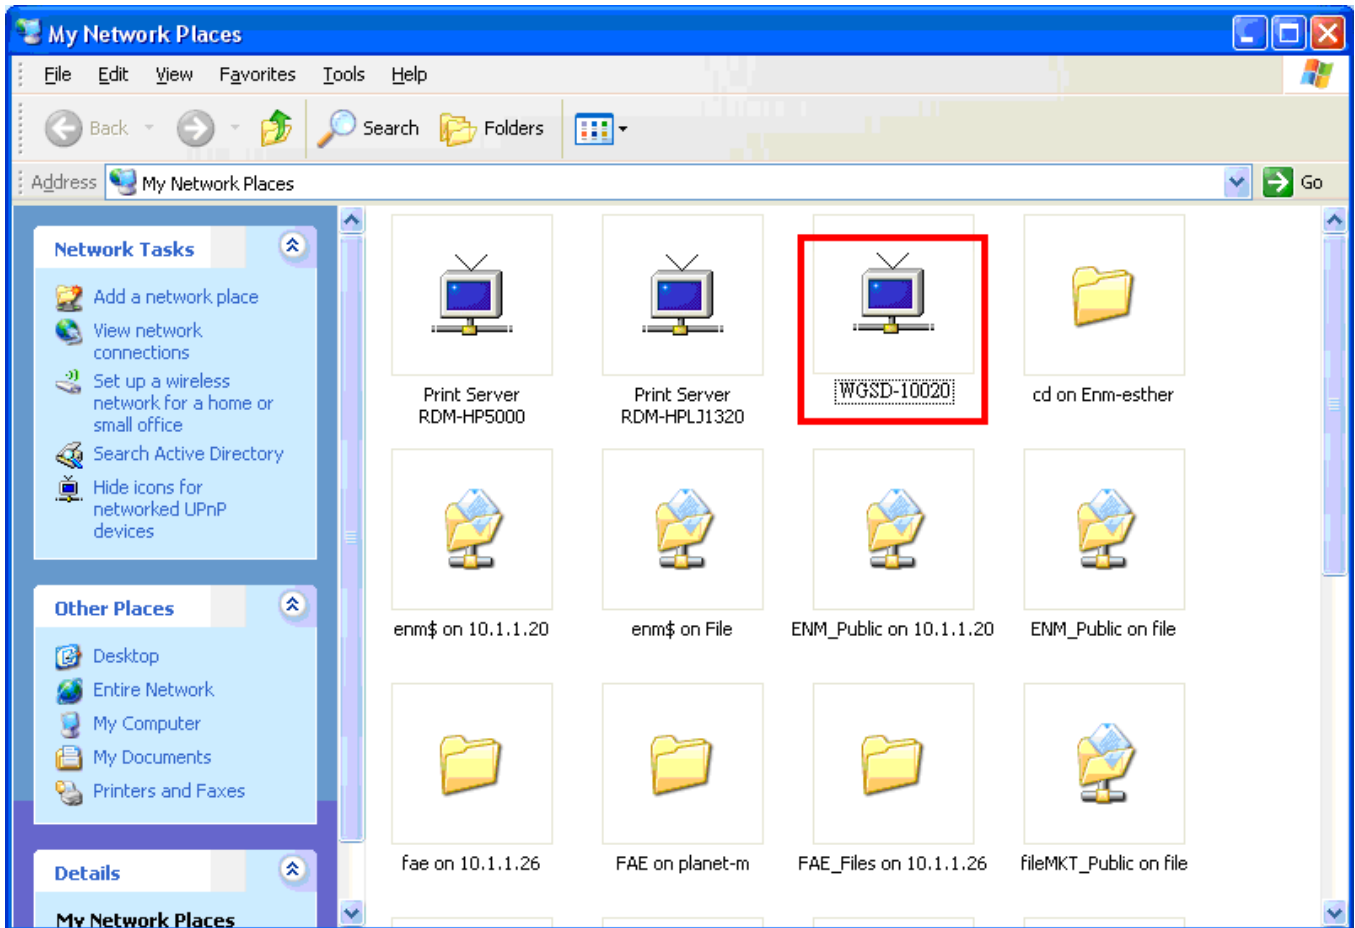 My Network Places
File Edit View Favorites Tools Help
Back Search Folders
Address My Network Places Go
Network Tasks
Add a network place
View network
connections
Set up a wireless
network for a home or
small office
Search Active Directory
Hide icons for
networked UPnP
devices
Other Places
Desktop
Entire Network
My Computer
My Documents
Printers and Faxes
Details
My Network Places
Print Server
RDM-HP5000
Print Server
RDM-HPLJ1320
WGSD-10020
cd on Enm-esther
enm$ on 10.1.1.20
enm$ on File
ENM_Public on 10.1.1.20
ENM_Public on file
fae on 10.1.1.26
FAE on planet-m
FAE_Files on 10.1.1.26
fileMKT_Public on file